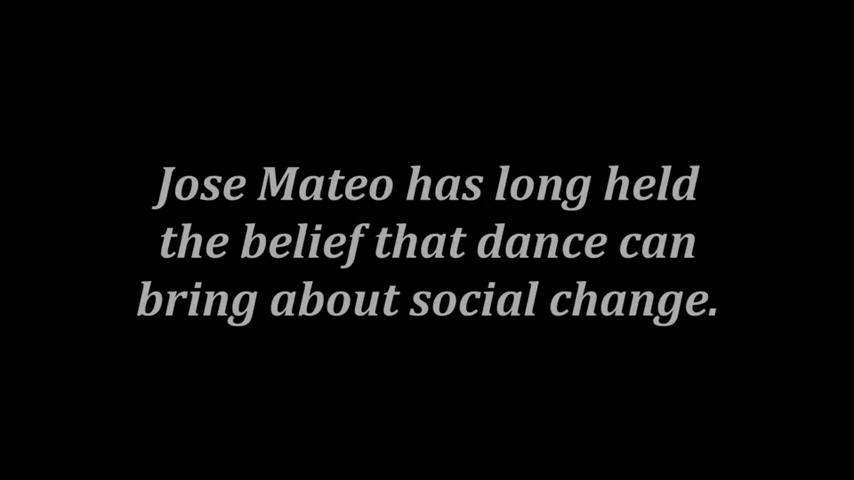 Jose Mateo has long held
the belief that dance can
bring about social change.